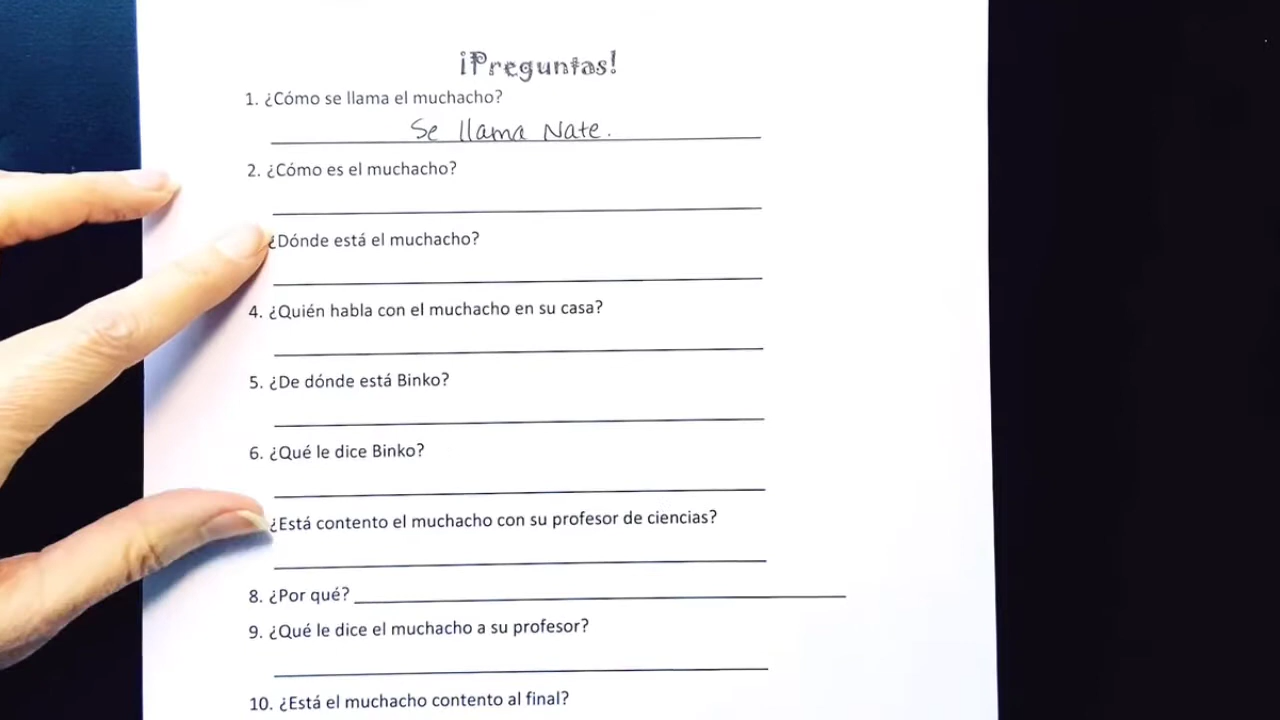 ¡Preguntas!
1. ¿Cómo se llama el muchacho?
Se llama Nate.
2. ¿Cómo es el muchacho?
¿Dónde está el muchacho?
4. ¿Quién habla con el muchacho en su casa?
5. ¿De dónde está Binko?
6. ¿Qué le dice Binko?
¿Está contento el muchacho con su profesor de ciencias?
8. ¿Por qué?
9. ¿Qué le dice el muchacho a su profesor?
10. ¿Está el muchacho contento al final?